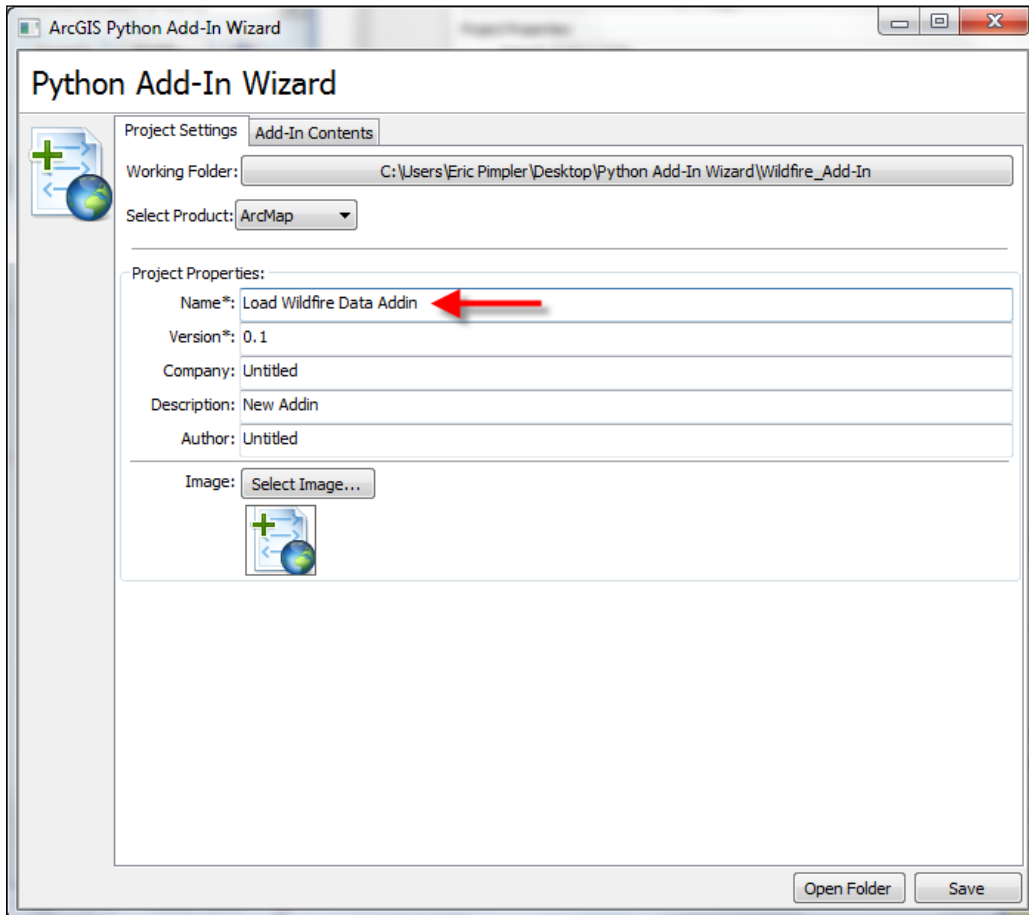 ArcGIS Python Add-In Wizard
Python Add-In Wizard
Project Settings
Add-In Contents
Working Folder: C:\Users\Eric Pimpler\Desktop\Python Add-In Wizard\Wildfire_Add-In
Select Product: ArcMap
Project Properties:
Name*: Load Wildfire Data Addin
Version*: 0.1
Company: Untitled
Description: New Addin
Author: Untitled
Image: Select Image...
Open Folder
Save